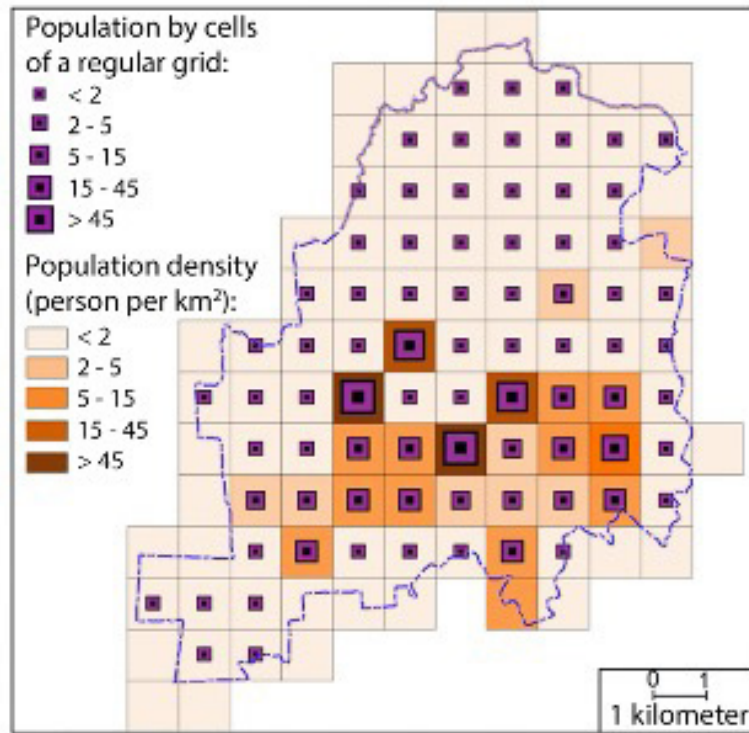 Population by cells
of a regular grid:
< 2
2 - 5
5 - 15
15 - 45
> 45
Population density
(person per km²):
< 2
2 - 5
5 - 15
15 - 45
> 45
0 1
1 kilometer